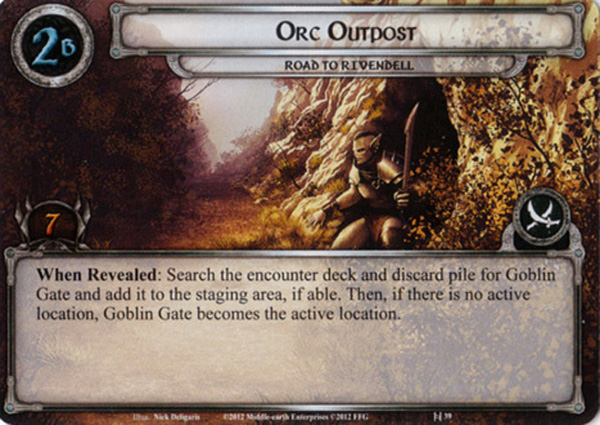 2B
ORC OUTPOST
ROAD TO RIVENDELL
7
When Revealed: Search the encounter deck and discard pile for Goblin
Gate and add it to the staging area, if able. Then, if there is no active
location, Goblin Gate becomes the active location.
Illus. Nick Deligaris ©2012 Middle-earth Enterprises ©2012 FFG 39